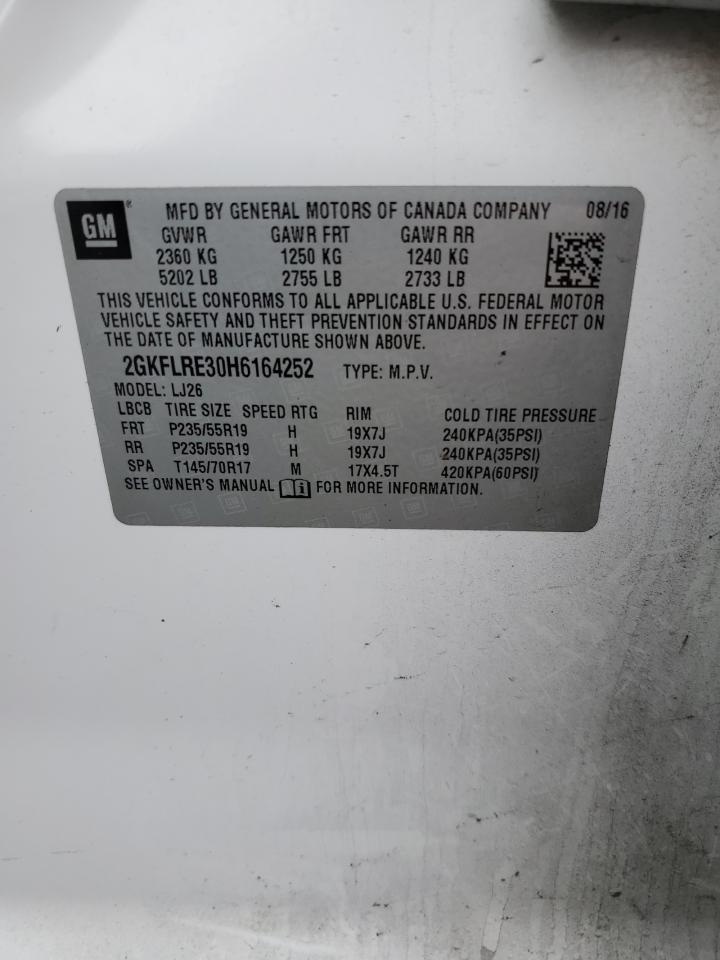 GM ® MFD BY GENERAL MOTORS OF CANADA COMPANY 08/16
GVWR GAWR FRT GAWR RR
2360 KG 1250 KG 1240 KG
5202 LB 2755 LB 2733 LB
THIS VEHICLE CONFORMS TO ALL APPLICABLE U.S. FEDERAL MOTOR
VEHICLE SAFETY AND THEFT PREVENTION STANDARDS IN EFFECT ON
THE DATE OF MANUFACTURE SHOWN ABOVE.
2GKFLRE30H6164252 TYPE: M.P.V.
MODEL: LJ26
LBCB TIRE SIZE SPEED RTG RIM COLD TIRE PRESSURE
FRT P235/55R19 H 19X7J 240KPA(35PSI)
RR P235/55R19 H 19X7J 240KPA(35PSI)
SPA T145/70R17 M 17X4.5T 420KPA(60PSI)
SEE OWNER'S MANUAL FOR MORE INFORMATION.